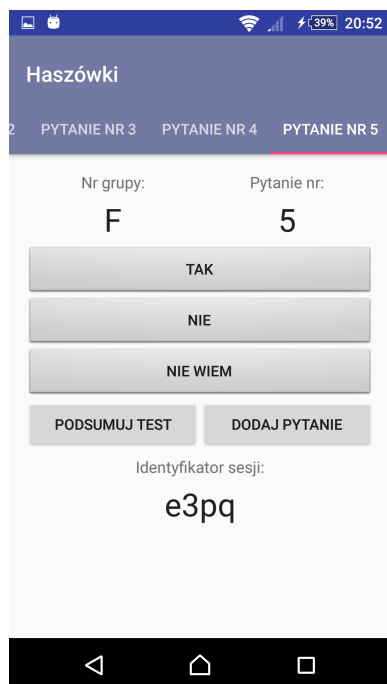 39% 20:52
Haszówki
2 PYTANIE NR 3 PYTANIE NR 4 PYTANIE NR 5
Nr grupy: Pytanie nr:
F 5
TAK
NIE
NIE WIEM
PODSUMUJ TEST DODAJ PYTANIE
Identyfikator sesji:
e3pq